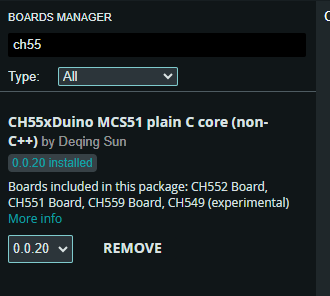 BOARDS MANAGER
ch55
Type: All
CH55xDuino MCS51 plain C core (non-
C++) by Deqing Sun
0.0.20 installed
Boards included in this package: CH552 Board,
CH551 Board, CH559 Board, CH549 (experimental)
More info
0.0.20 REMOVE